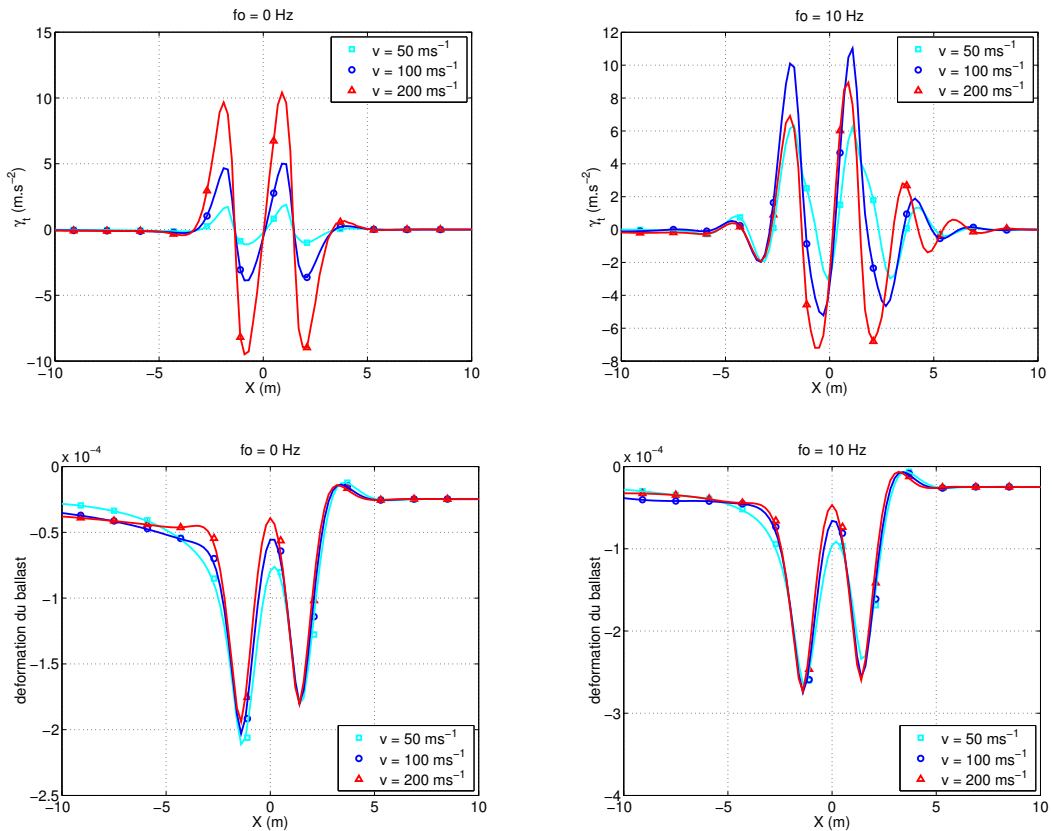 fo = 0 Hz
15
10
5
0
−5
−10
γt (m.s−2)
v = 50 ms−1
v = 100 ms−1
v = 200 ms−1
−10
−5
0
5
10
X (m)
fo = 10 Hz
12
10
8
6
4
2
0
−2
−4
−6
−8
γt (m.s−2)
v = 50 ms−1
v = 100 ms−1
v = 200 ms−1
−10
−5
0
5
10
X (m)
x 10−4
fo = 0 Hz
0
−0.5
−1
−1.5
−2
−2.5
deformation du ballast
v = 50 ms−1
v = 100 ms−1
v = 200 ms−1
−10
−5
0
5
10
X (m)
x 10−4
fo = 10 Hz
0
−1
−2
−3
−4
deformation du ballast
v = 50 ms−1
v = 100 ms−1
v = 200 ms−1
−10
−5
0
5
10
X (m)